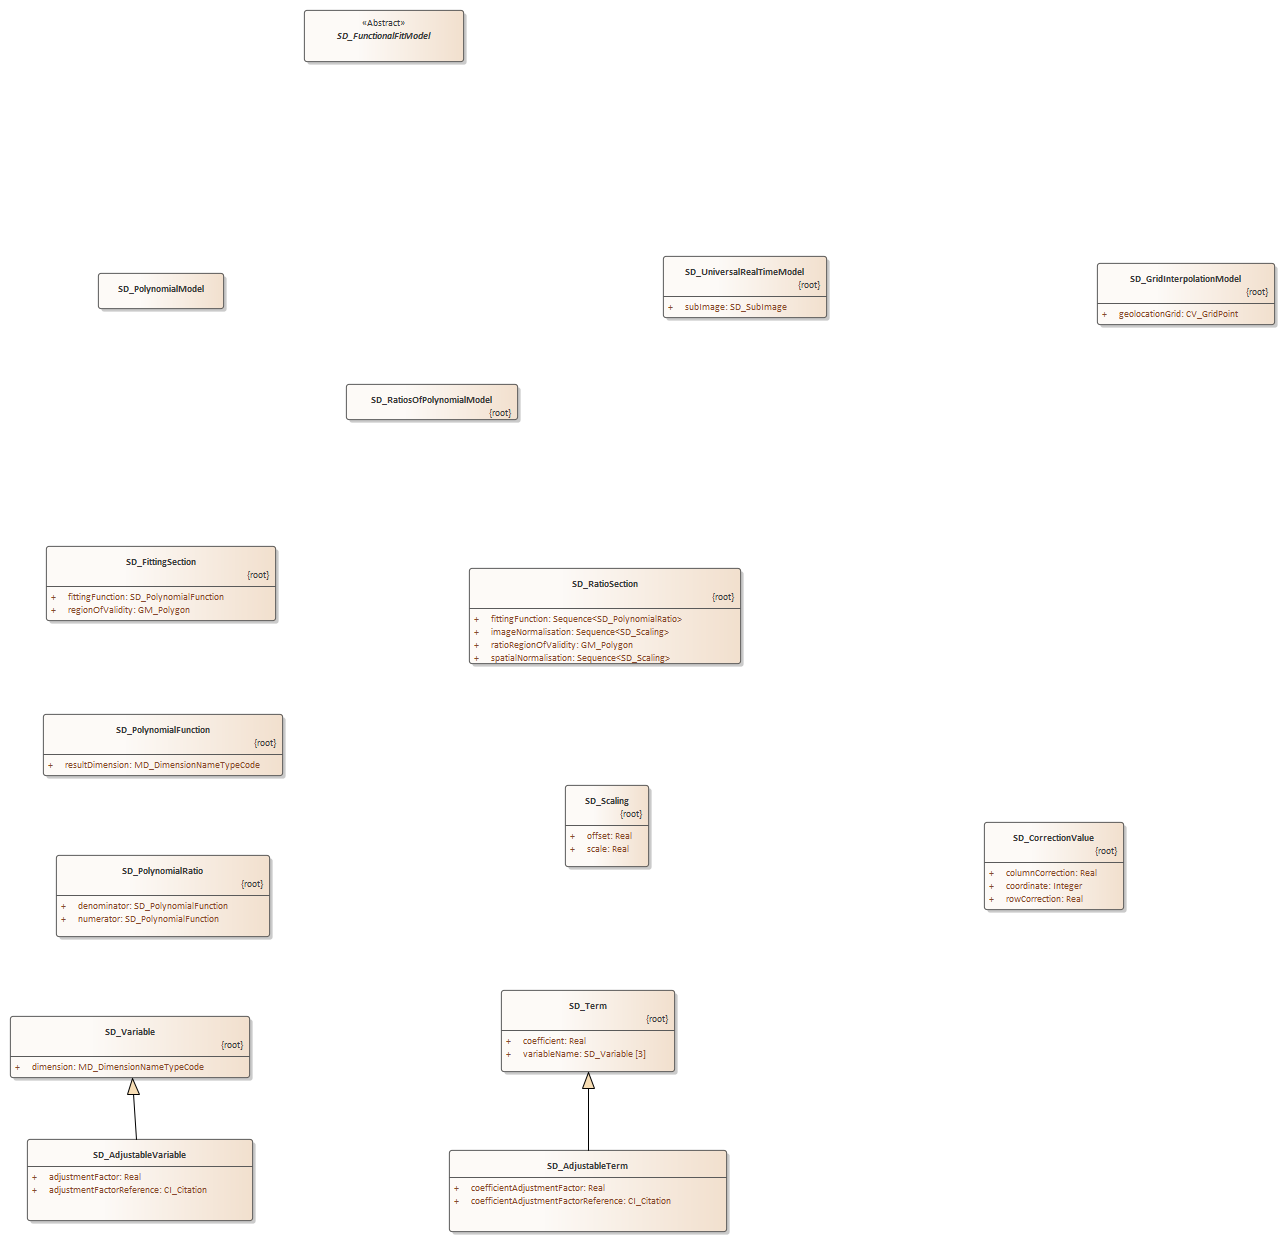 «Abstract»
SD_FunctionalFitModel
SD_PolynomialModel
SD_UniversalRealTimeModel
{root}
+ subImage: SD_SubImage
SD_GridInterpolationModel
{root}
+ geolocationGrid: CV_GridPoint
SD_RatiosOfPolynomialModel
{root}
SD_FittingSection
{root}
+ fittingFunction: SD_PolynomialFunction
+ regionOfValidity: GM_Polygon
SD_RatioSection
{root}
+ fittingFunction: Sequence<SD_PolynomialRatio>
+ imageNormalisation: Sequence<SD_Scaling>
+ ratioRegionOfValidity: GM_Polygon
+ spatialNormalisation: Sequence<SD_Scaling>
SD_PolynomialFunction
{root}
+ resultDimension: MD_DimensionNameTypeCode
SD_Scaling
{root}
+ offset: Real
+ scale: Real
SD_CorrectionValue
{root}
+ columnCorrection: Real
+ coordinate: Integer
+ rowCorrection: Real
SD_PolynomialRatio
{root}
+ denominator: SD_PolynomialFunction
+ numerator: SD_PolynomialFunction
SD_Term
{root}
+ coefficient: Real
+ variableName: SD_Variable [3]
SD_Variable
{root}
+ dimension: MD_DimensionNameTypeCode
SD_AdjustableVariable
+ adjustmentFactor: Real
+ adjustmentFactorReference: CI_Citation
SD_AdjustableTerm
+ coefficientAdjustmentFactor: Real
+ coefficientAdjustmentFactorReference: CI_Citation